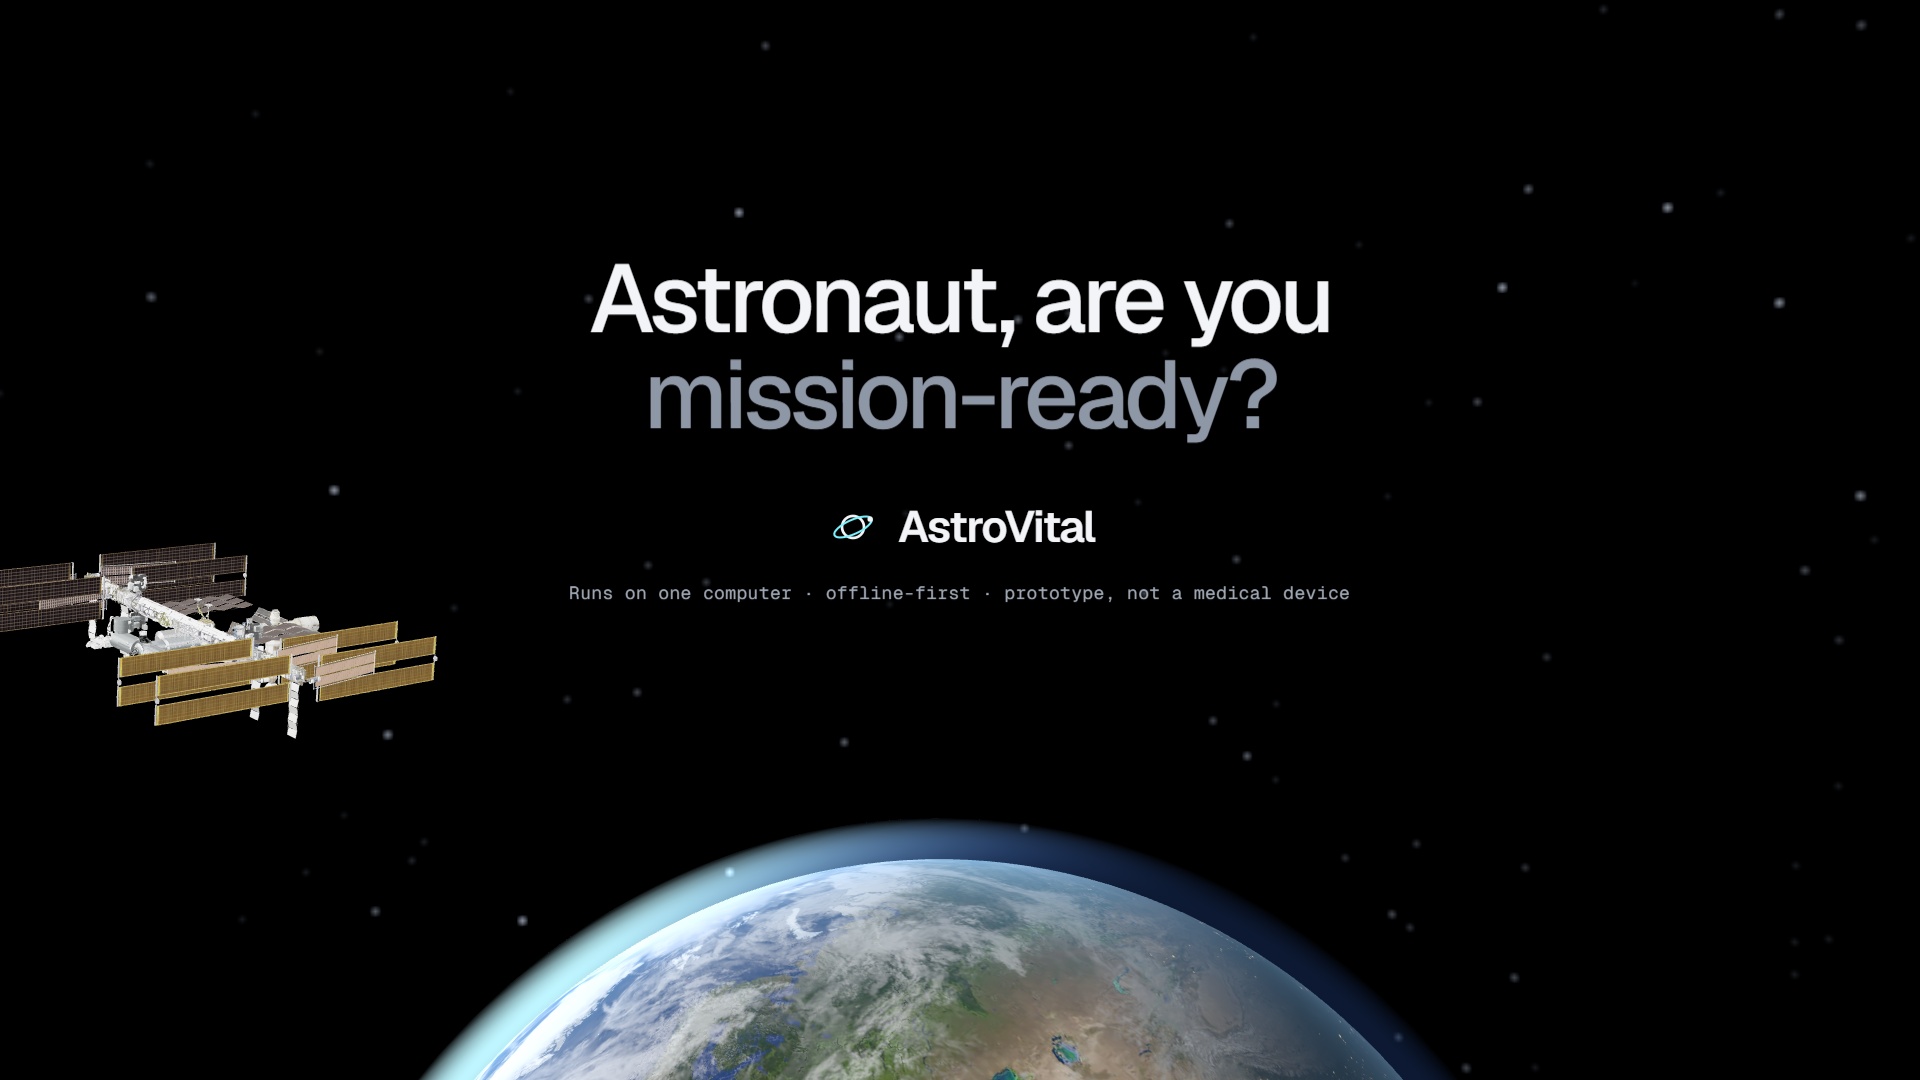 Astronaut, are you
mission-ready?
AstroVital
Runs on one computer · offline-first · prototype, not a medical device